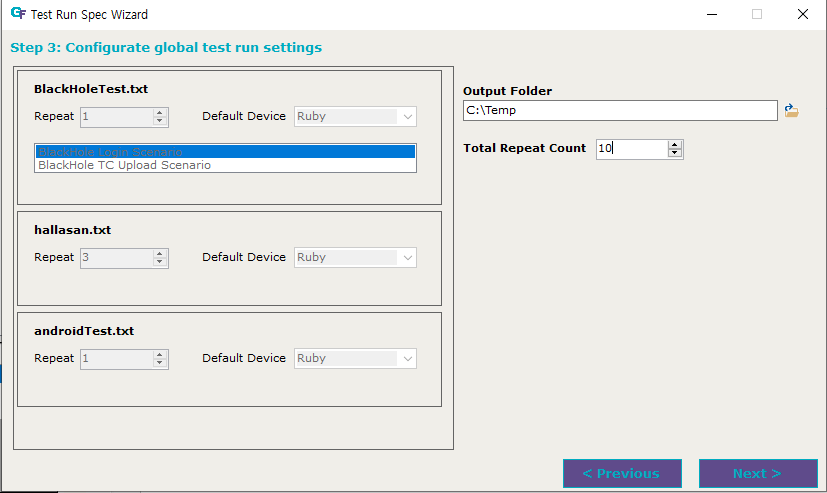 GF Test Run Spec Wizard
Step 3: Configurate global test run settings
BlackHoleTest.txt
Repeat 1 Default Device Ruby
BlackHole Login Scenario
BlackHole TC Upload Scenario
hallasan.txt
Repeat 3 Default Device Ruby
androidTest.txt
Repeat 1 Default Device Ruby
Output Folder
C:\Temp
Total Repeat Count 10
< Previous Next >